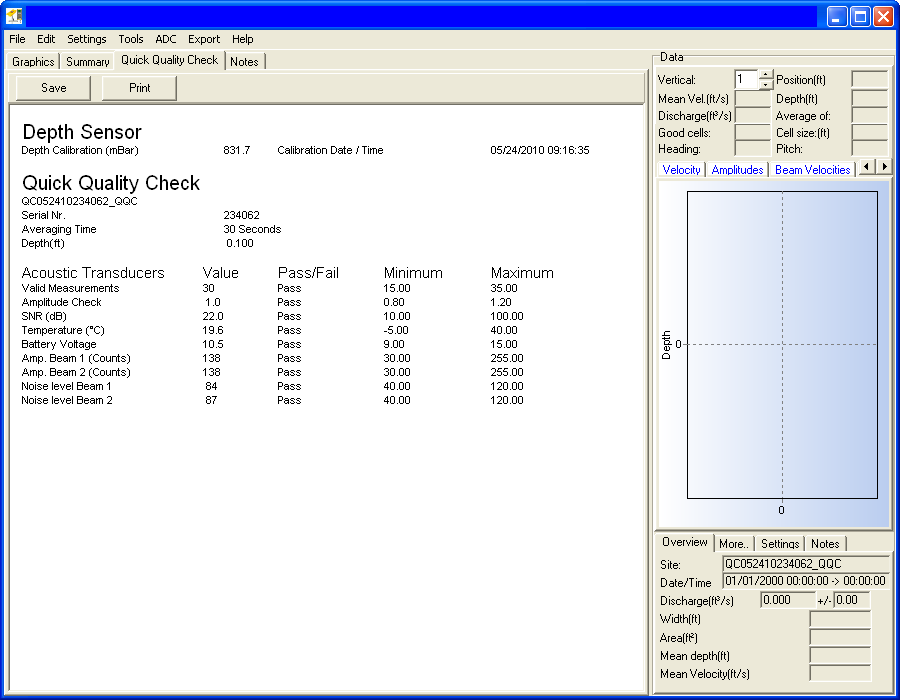 File Edit Settings Tools ADC Export Help
Graphics Summary Quick Quality Check Notes
Save Print
Depth Sensor
Depth Calibration (mBar) 831.7 Calibration Date / Time 05/24/2010 09:16:35
Quick Quality Check
QC052410234062_QQC
Serial Nr. 234062
Averaging Time 30 Seconds
Depth(ft) 0.100
Acoustic Transducers Value Pass/Fail Minimum Maximum
Valid Measurements 30 Pass 15.00 35.00
Amplitude Check 1.0 Pass 0.80 1.20
SNR (dB) 22.0 Pass 10.00 100.00
Temperature (°C) 19.6 Pass -5.00 40.00
Battery Voltage 10.5 Pass 9.00 15.00
Amp. Beam 1 (Counts) 138 Pass 30.00 255.00
Amp. Beam 2 (Counts) 138 Pass 30.00 255.00
Noise level Beam 1 84 Pass 40.00 120.00
Noise level Beam 2 87 Pass 40.00 120.00
Data
Vertical: 1 Position(ft)
Mean Vel.(ft/s) Depth(ft)
Discharge(ft³/s) Average of:
Good cells: Cell size:(ft)
Heading: Pitch:
Velocity Amplitudes Beam Velocities
Depth
0
0
Overview More.. Settings Notes
Site: QC052410234062_QQC
Date/Time 01/01/2000 00:00:00 -> 00:00:00
Discharge(ft³/s) 0.000 +/- 0.00
Width(ft)
Area(ft²)
Mean depth(ft)
Mean Velocity(ft/s)